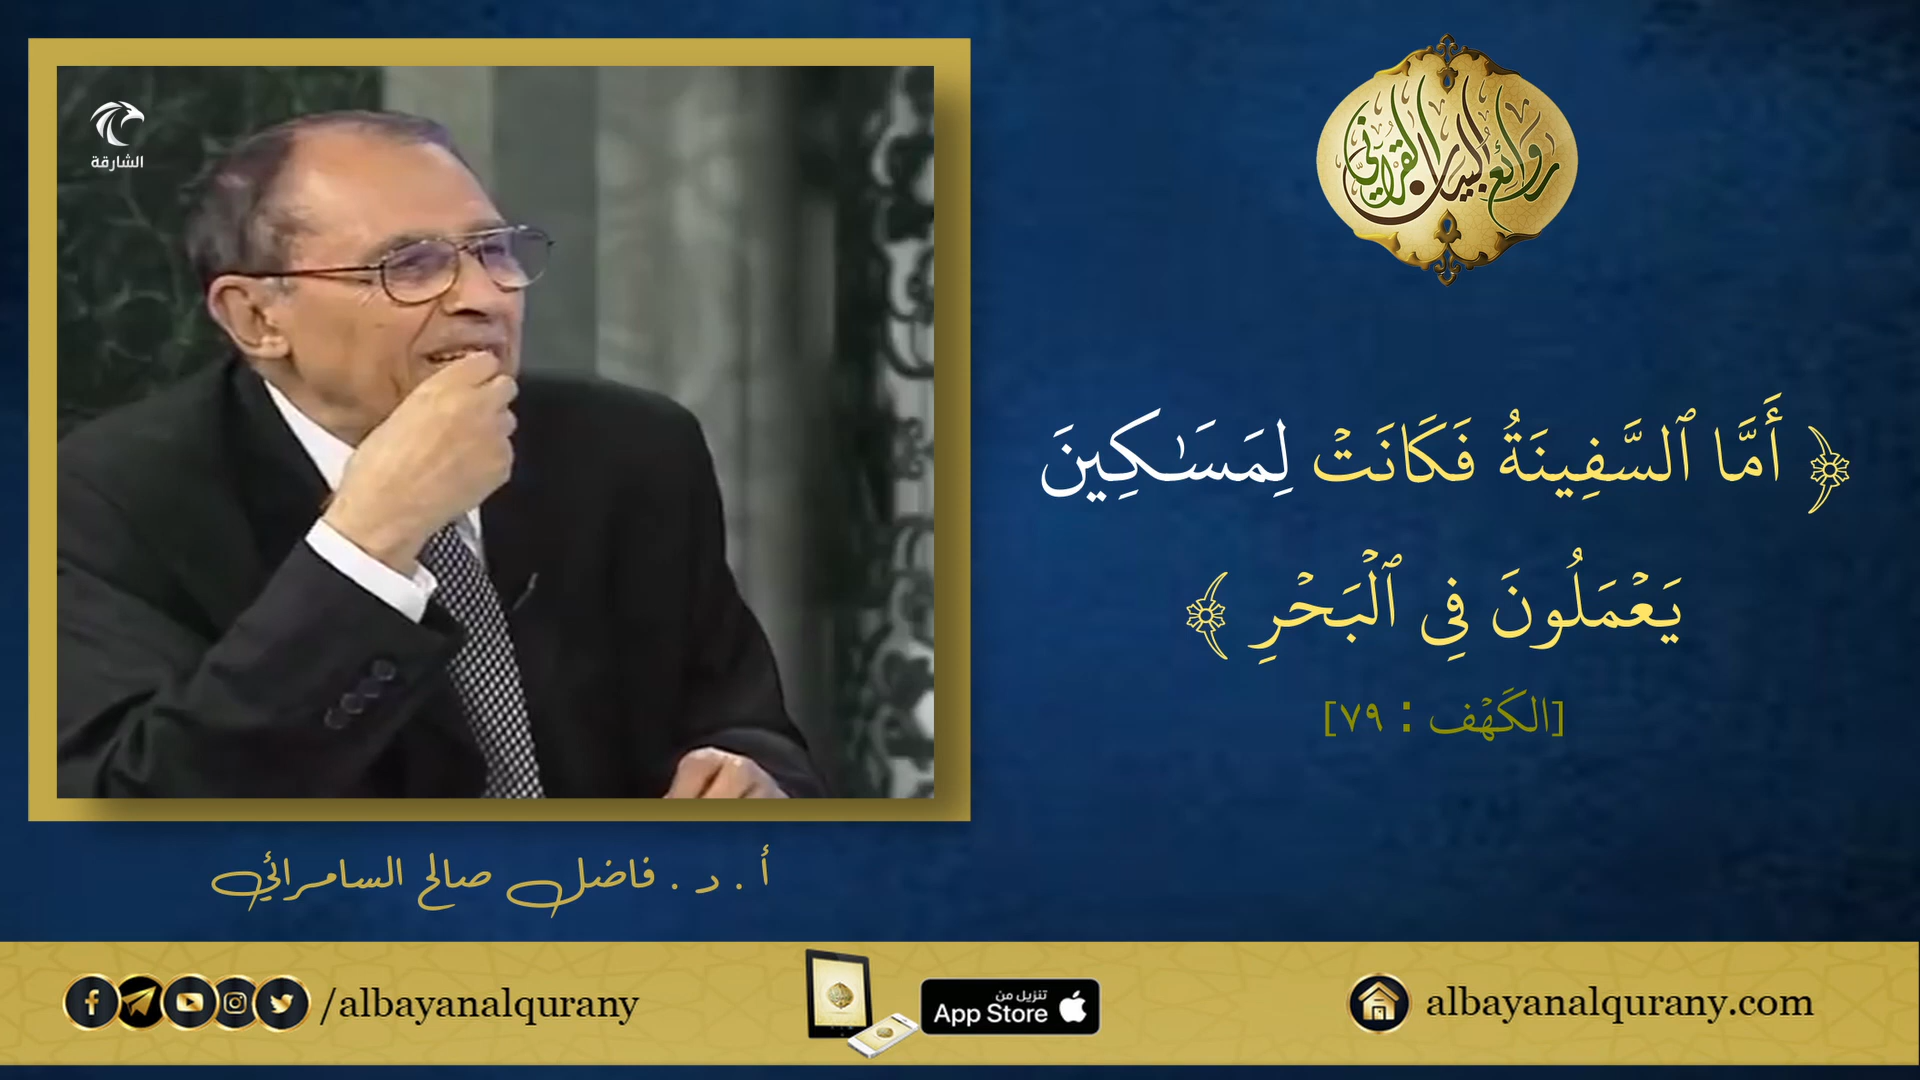 الشارقة
روائع البيان القرآني
﴿ أَمَّا ٱلسَّفِينَةُ فَكَانَتْ لِمَسَـٰكِينَ
يَعْمَلُونَ فِى ٱلْبَحْرِ ﴾
[الكَهْف : ٧٩]
أ . د . فاضل صالح السامرائي
/albayanalqurany
تنزيل من
App Store
albayanalqurany.com